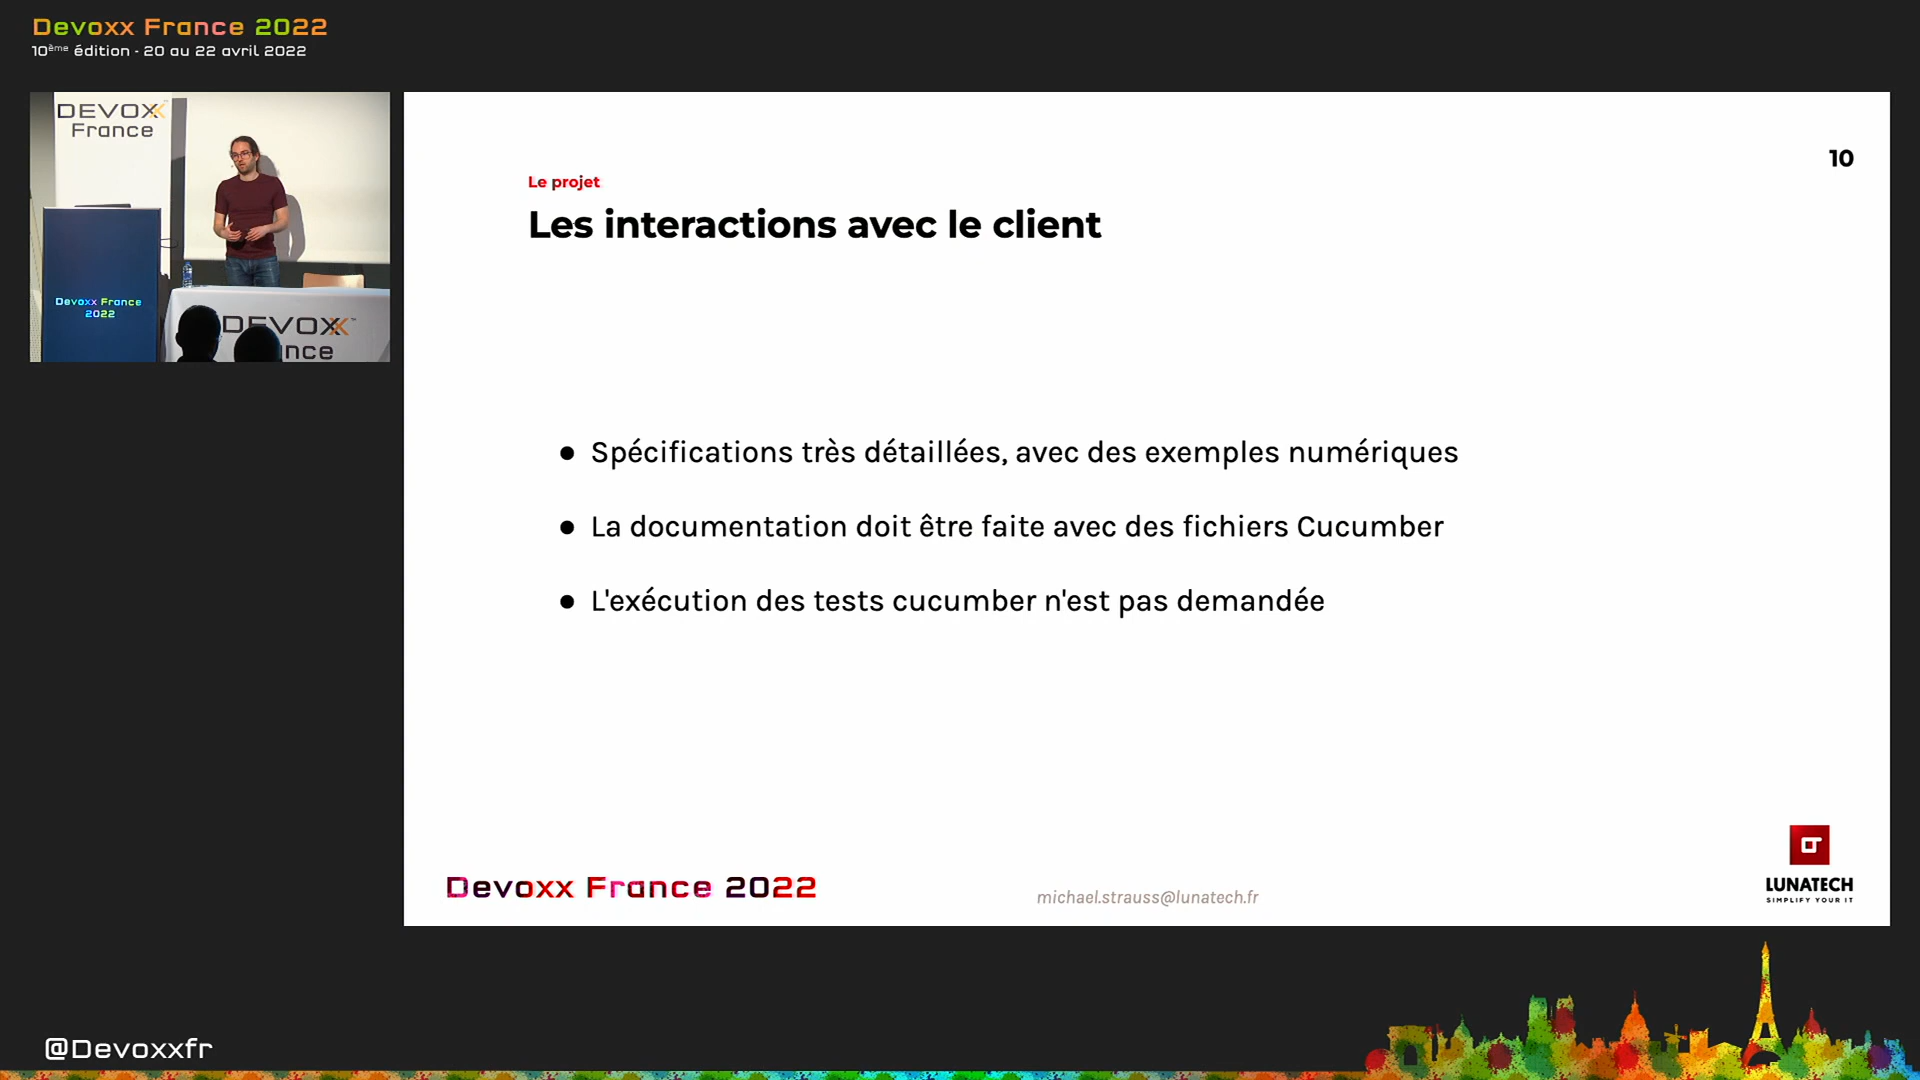 Devoxx France 2022
10ème édition - 20 au 22 avril 2022
DEVOXX
France
Devoxx France
2022
DEVOXX™
nce
10
Le projet
Les interactions avec le client
● Spécifications très détaillées, avec des exemples numériques
● La documentation doit être faite avec des fichiers Cucumber
● L'exécution des tests cucumber n'est pas demandée
Devoxx France 2022
michael.strauss@lunatech.fr
LUNATECH
SIMPLIFY YOUR IT
@Devoxxfr